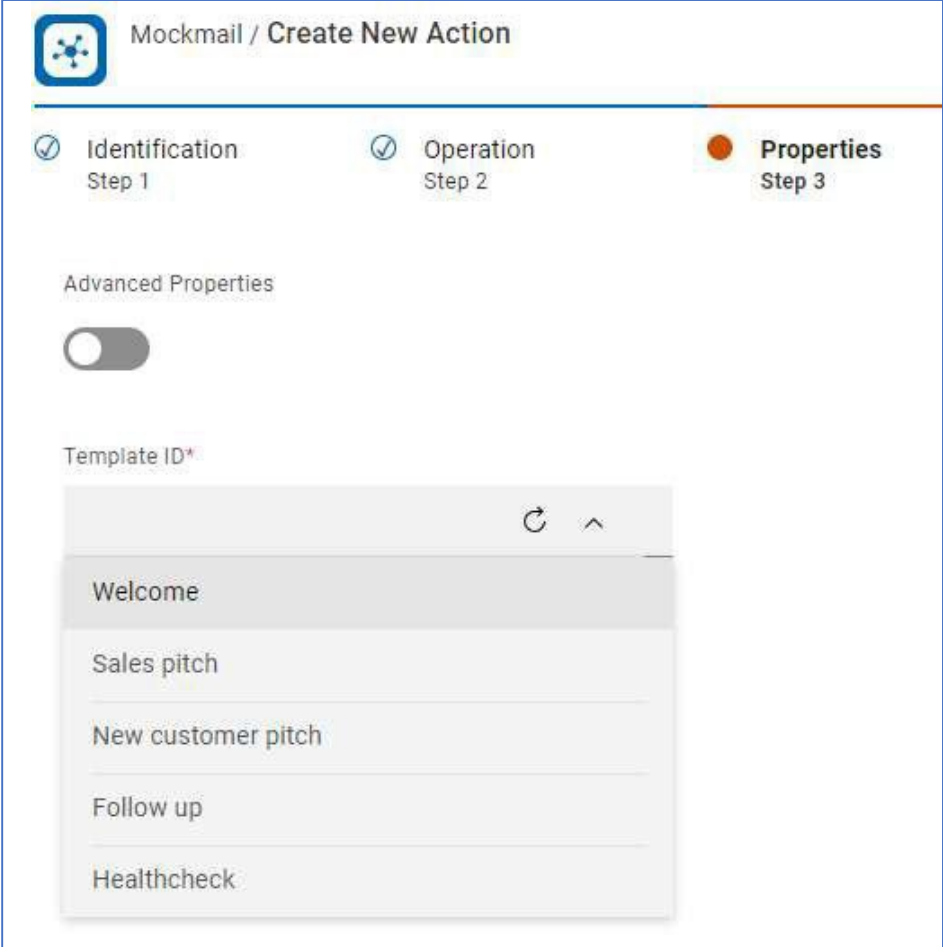 Mockmail / Create New Action
Identification
Step 1
Operation
Step 2
Properties
Step 3
Advanced Properties
Template ID*
Welcome
Sales pitch
New customer pitch
Follow up
Healthcheck